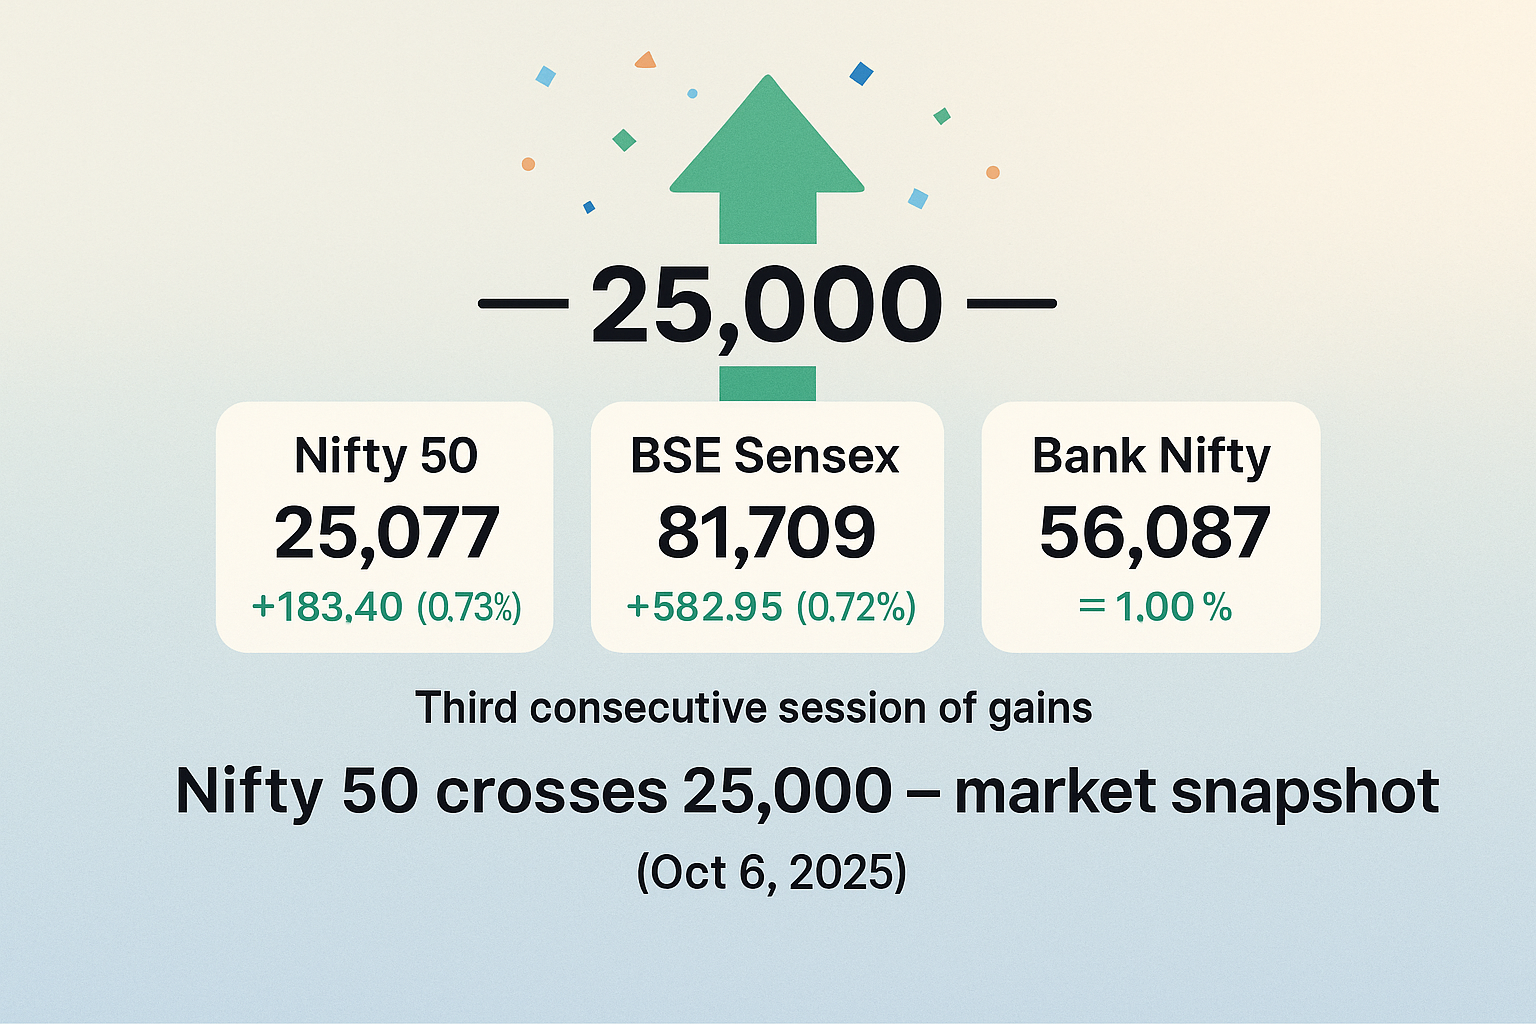 — 25,000 —
Nifty 50
25,077
+183.40 (0.73%)
BSE Sensex
81,709
+582.95 (0.72%)
Bank Nifty
56,087
= 1.00 %
Third consecutive session of gains
Nifty 50 crosses 25,000 – market snapshot
(Oct 6, 2025)